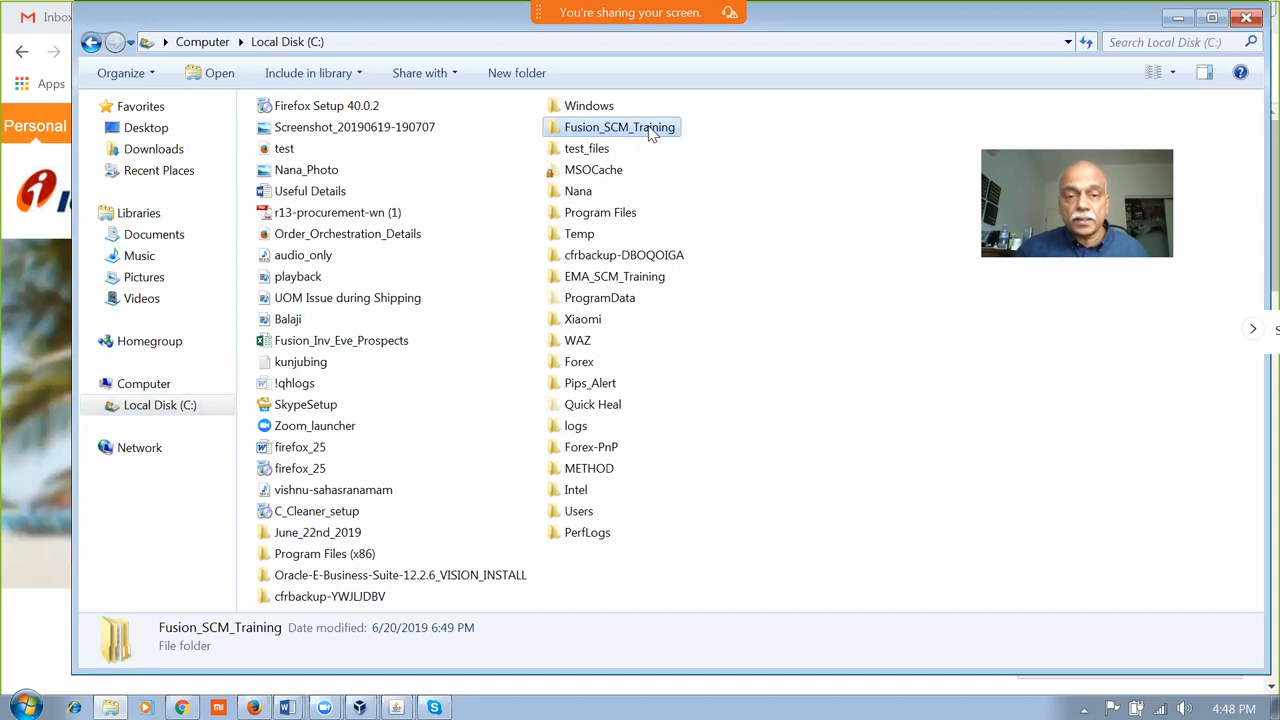 You're sharing your screen.
Inbox
Computer
Local Disk (C:)
Search Local Disk (C:)
Apps
Organize
Open
Include in library
Share with
New folder
Personal
Favorites
Desktop
Downloads
Recent Places
Libraries
Documents
Music
Pictures
Videos
Homegroup
Computer
Local Disk (C:)
Network
Firefox Setup 40.0.2
Screenshot_20190619-190707
test
Nana_Photo
Useful Details
r13-procurement-wn (1)
Order_Orchestration_Details
audio_only
playback
UOM Issue during Shipping
Balaji
Fusion_Inv_Eve_Prospects
kunjubing
!qhlogs
SkypeSetup
Zoom_launcher
firefox_25
firefox_25
vishnu-sahasranamam
C_Cleaner_setup
June_22nd_2019
Program Files (x86)
Oracle-E-Business-Suite-12.2.6_VISION_INSTALL
cfrbackup-YWJLJDBV
Windows
Fusion_SCM_Training
test_files
MSOCache
Nana
Program Files
Temp
cfrbackup-DBOQOIGA
EMA_SCM_Training
ProgramData
Xiaomi
WAZ
Forex
Pips_Alert
Quick Heal
logs
Forex-PnP
METHOD
Intel
Users
PerfLogs
Fusion_SCM_Training Date modified: 6/20/2019 6:49 PM
File folder
4:48 PM